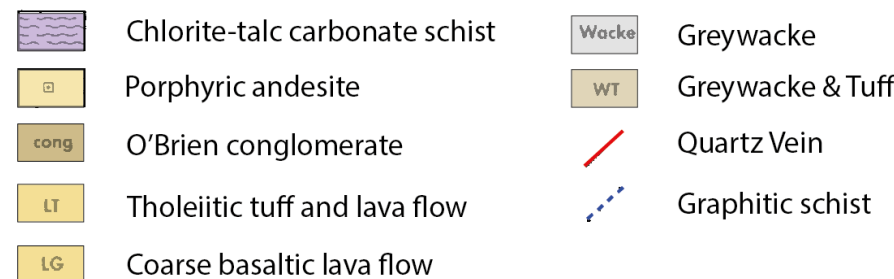 Chlorite-talc carbonate schist
Porphyric andesite
cong O'Brien conglomerate
LT Tholeiitic tuff and lava flow
LG Coarse basaltic lava flow
Wacke Greywacke
WT Greywacke & Tuff
Quartz Vein
Graphitic schist